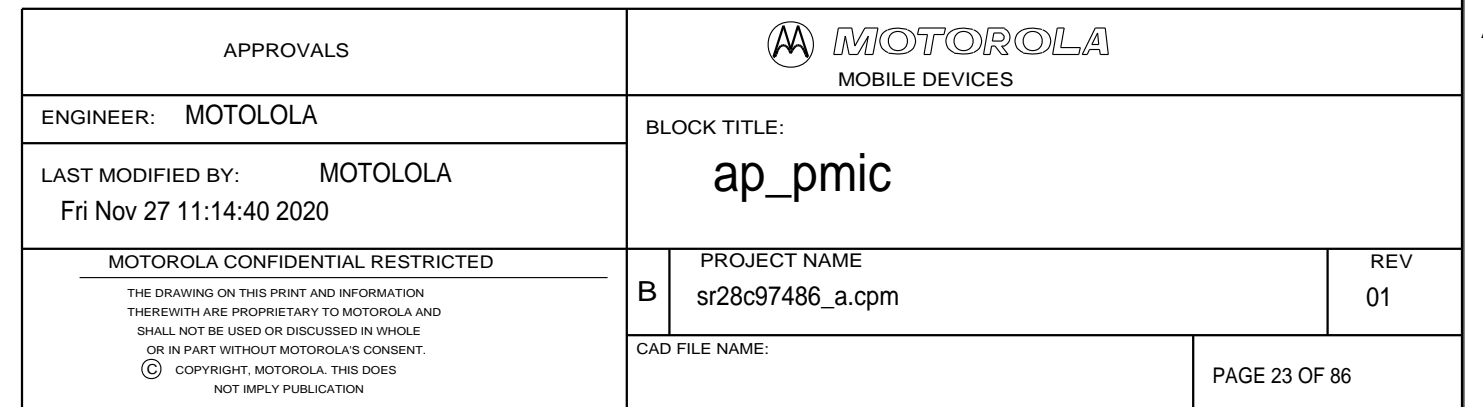 APPROVALS
MOTOROLA
MOBILE DEVICES
ENGINEER: MOTOLOLA
BLOCK TITLE:
ap_pmic
LAST MODIFIED BY: MOTOLOLA
Fri Nov 27 11:14:40 2020
MOTOROLA CONFIDENTIAL RESTRICTED
THE DRAWING ON THIS PRINT AND INFORMATION
THEREWITH ARE PROPRIETARY TO MOTOROLA AND
SHALL NOT BE USED OR DISCUSSED IN WHOLE
OR IN PART WITHOUT MOTOROLA'S CONSENT.
© COPYRIGHT, MOTOROLA. THIS DOES
NOT IMPLY PUBLICATION
B
PROJECT NAME
sr28c97486_a.cpm
REV
01
CAD FILE NAME:
PAGE 23 OF 86